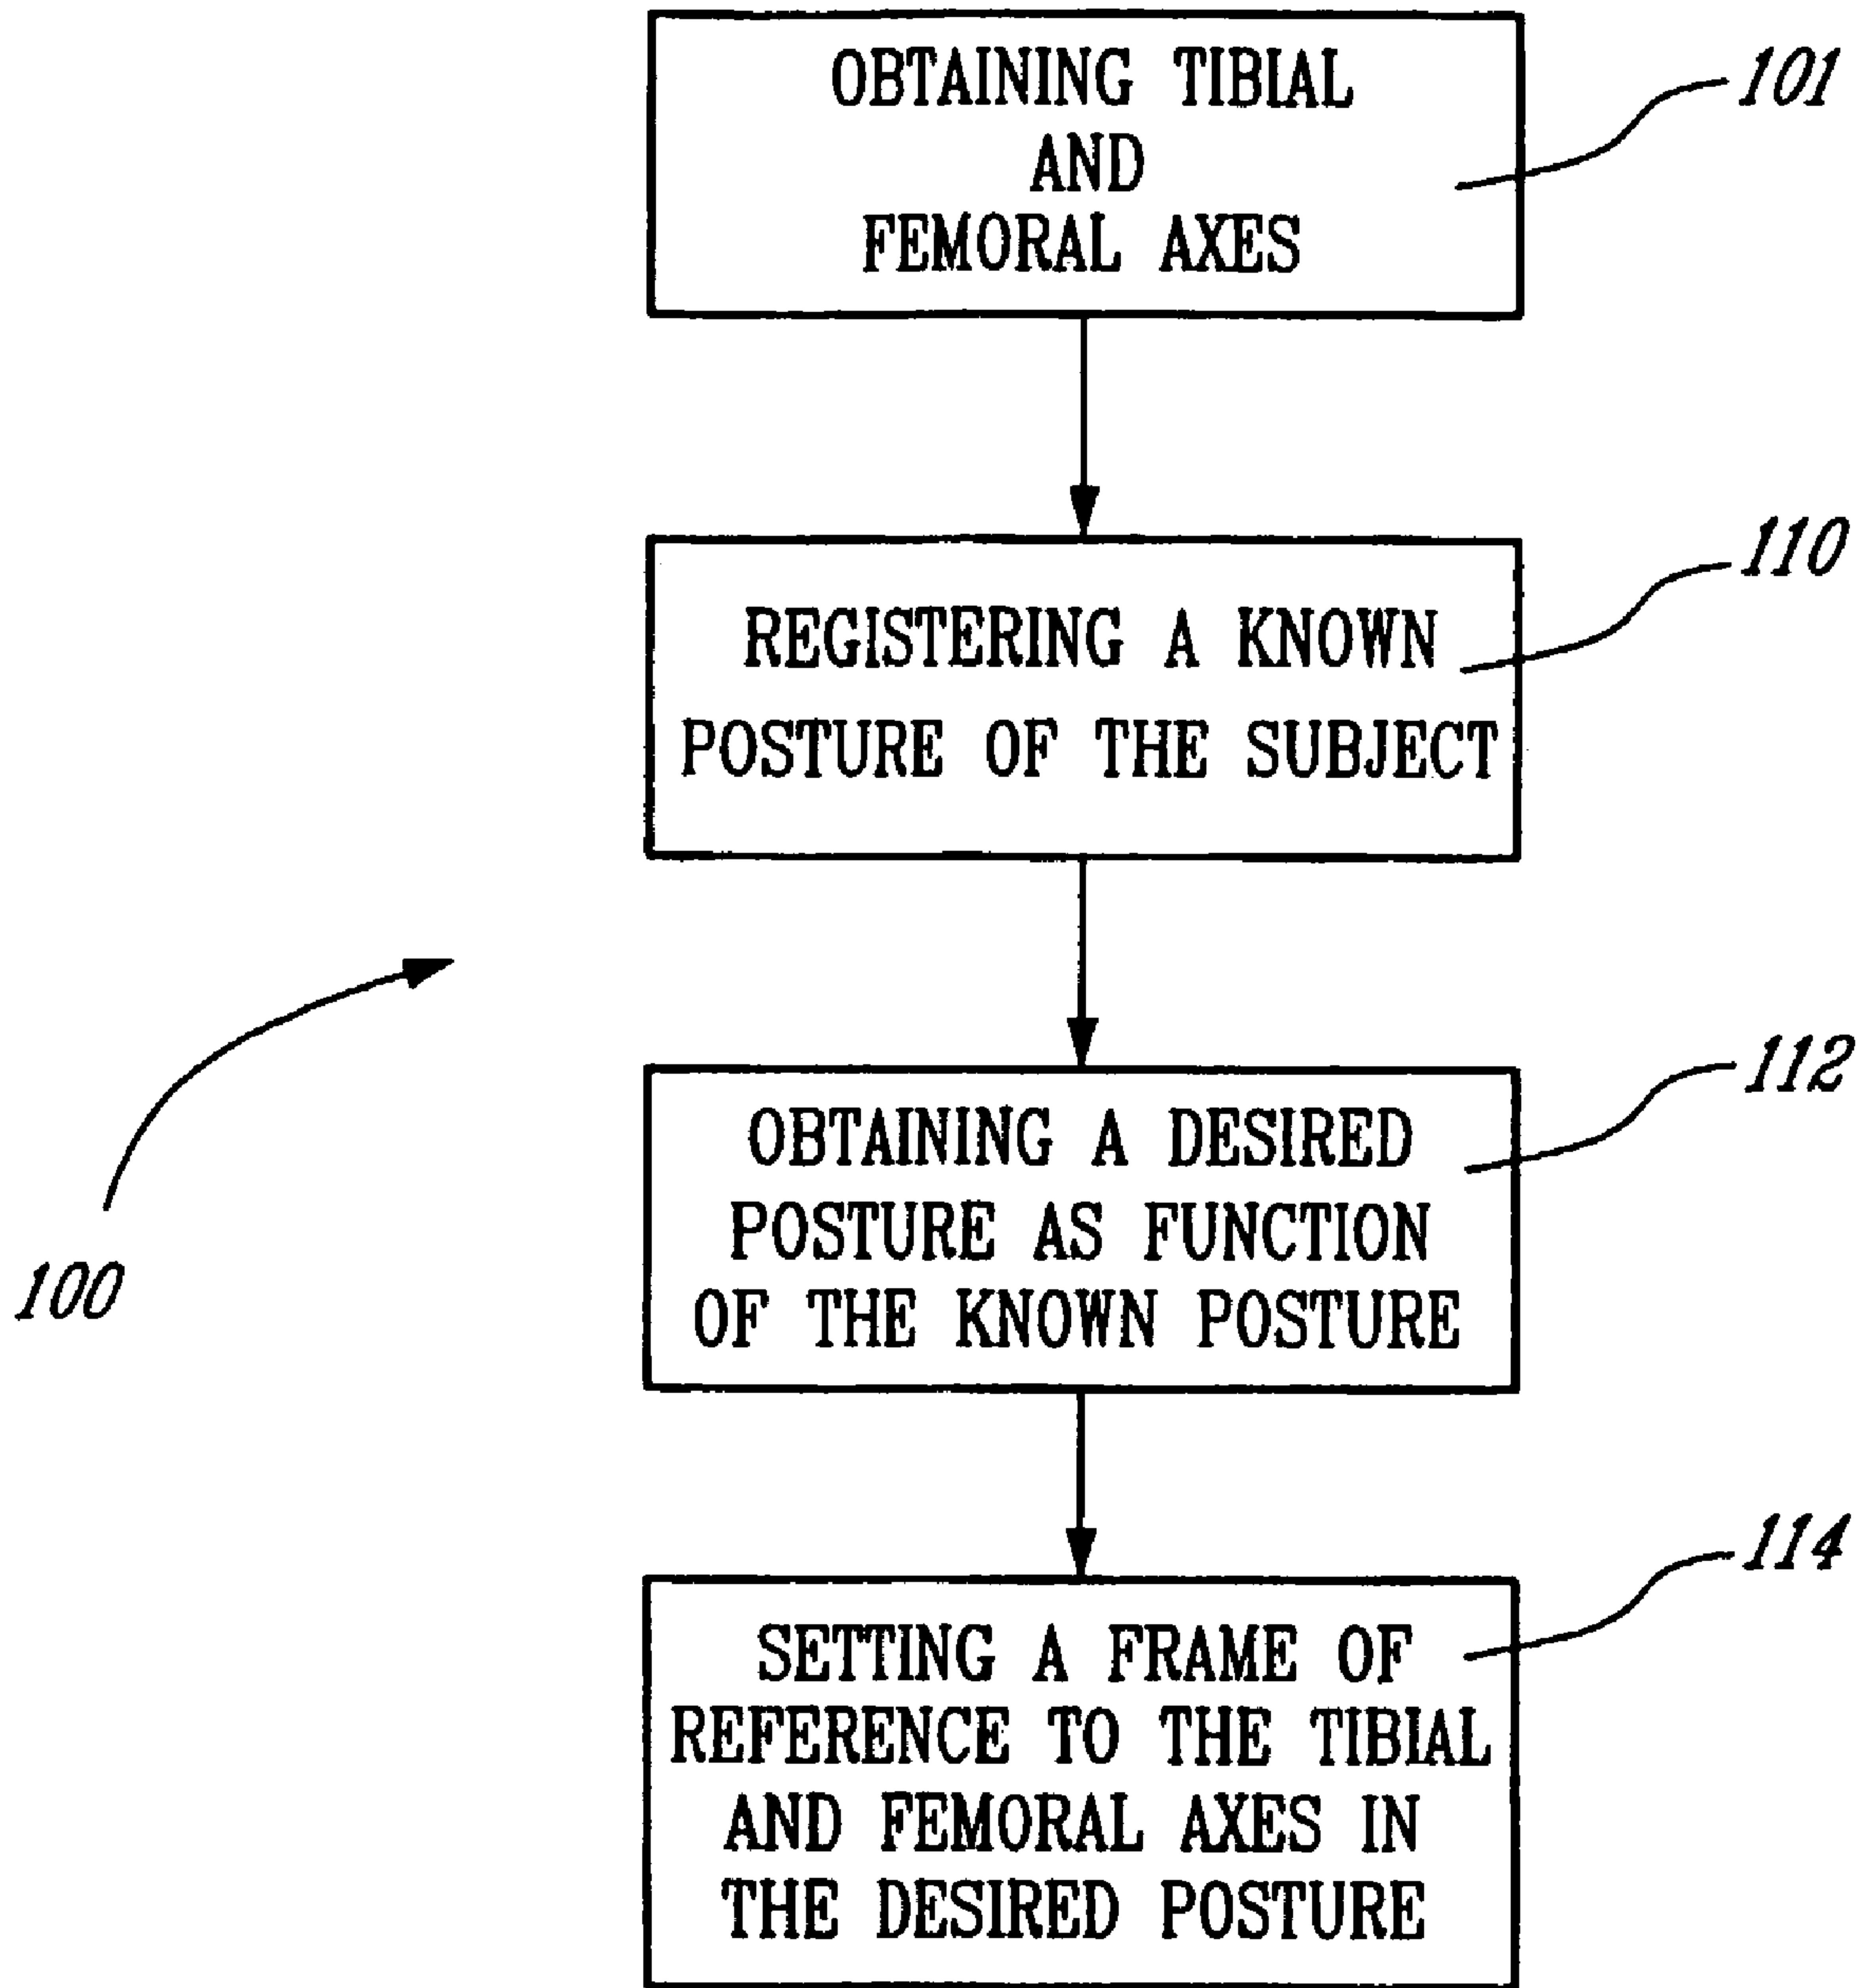 OBTAINING TIBIAL
AND
FEMORAL AXES
101
REGISTERING A KNOWN
POSTURE OF THE SUBJECT
110
OBTAINING A DESIRED
POSTURE AS FUNCTION
OF THE KNOWN POSTURE
112
100
SETTING A FRAME OF
REFERENCE TO THE TIBIAL
AND FEMORAL AXES IN
THE DESIRED POSTURE
114